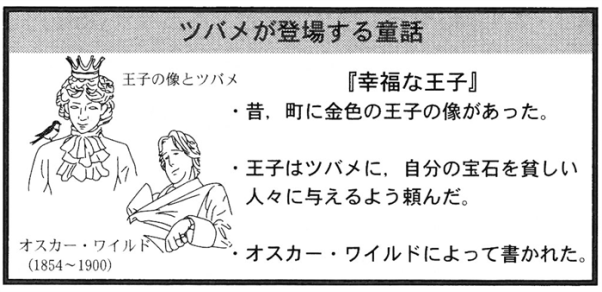 ツバメが登場する童話
王子の像とツバメ
『幸福な王子』
・昔，町に金色の王子の像があった。
・王子はツバメに，自分の宝石を貧しい
人々に与えるよう頼んだ。
・オスカー・ワイルドによって書かれた。
オスカー・ワイルド
(1854～1900)